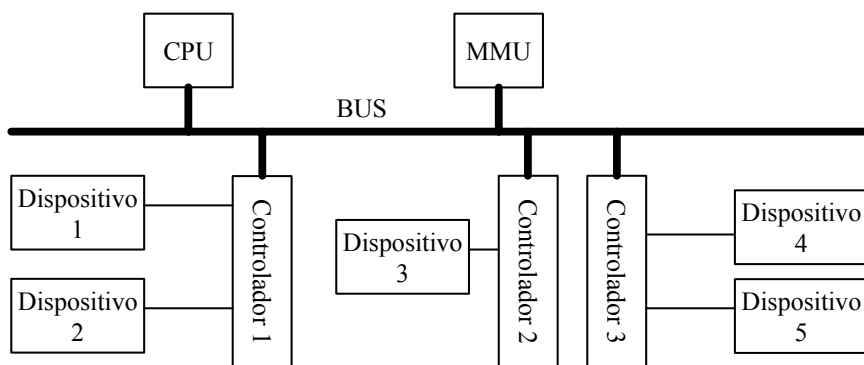 CPU
MMU
BUS
Dispositivo
1
Dispositivo
2
Controlador 1
Dispositivo
3
Controlador 2
Controlador 3
Dispositivo
4
Dispositivo
5